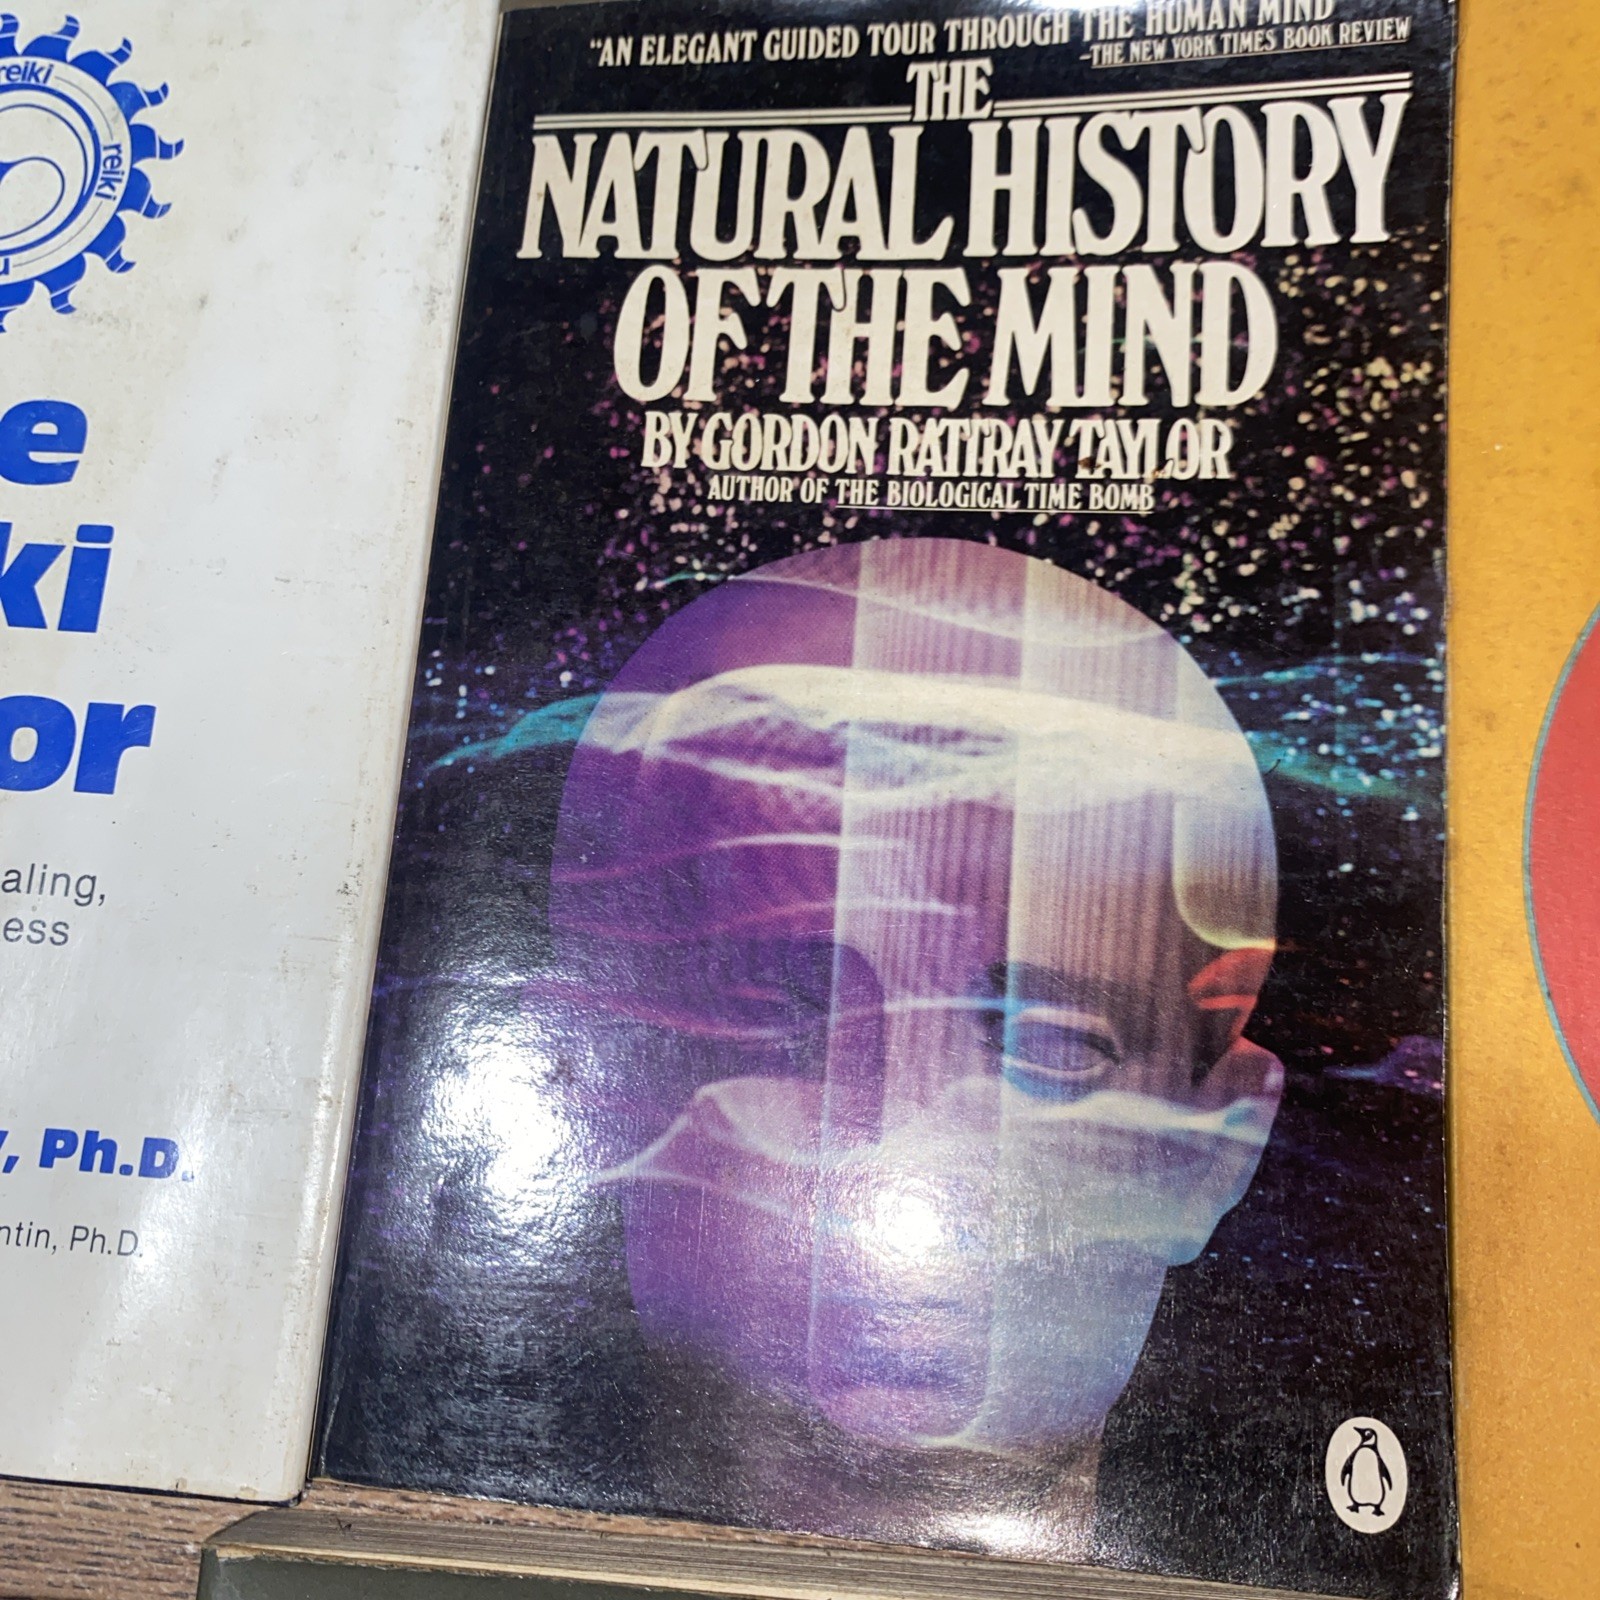 reiki
reiki
e
ki
or
aling,
ess
, Ph.D.
ntin, Ph.D.
"AN ELEGANT GUIDED TOUR THROUGH THE HUMAN MIND
-THE NEW YORK TIMES BOOK REVIEW
THE
NATURAL HISTORY
OF THE MIND
BY GORDON RATTRAY TAYLOR
AUTHOR OF THE BIOLOGICAL TIME BOMB